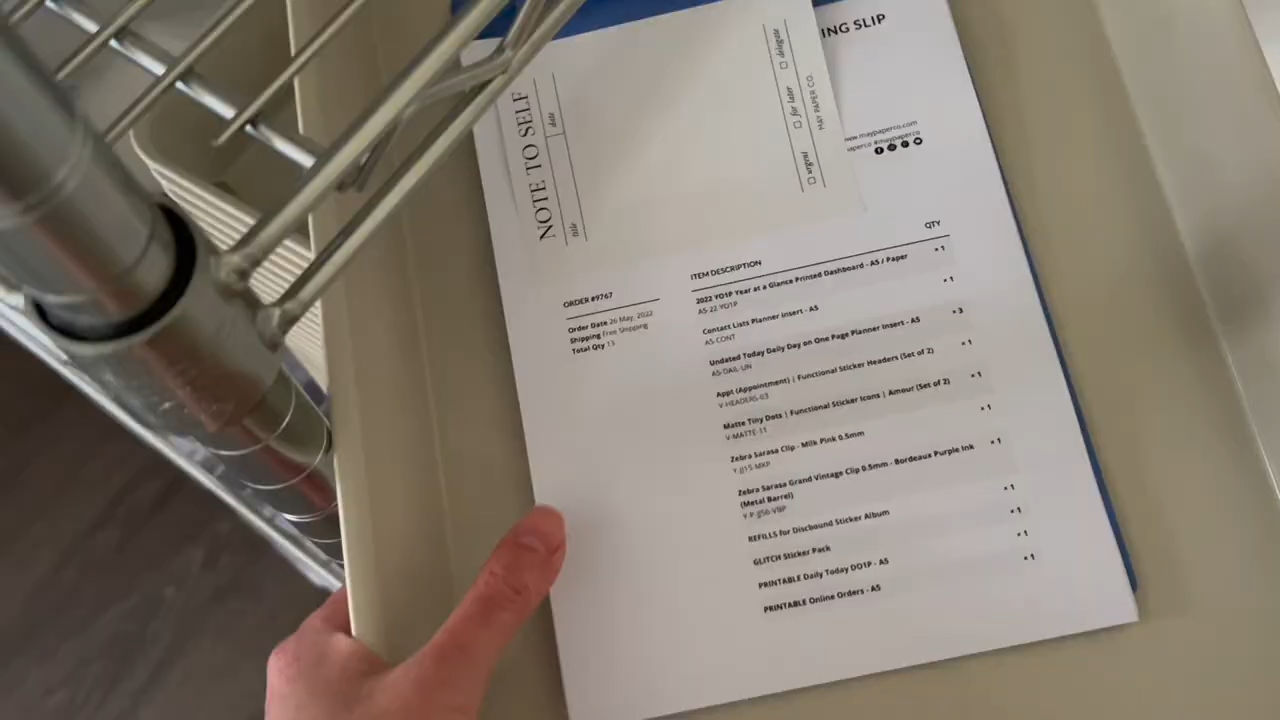 NOTE TO SELF
title
date
urgent
for later
delegate
MAY PAPER CO.
ING SLIP
www.maypaperco.com
aperco #maypaperco
ORDER #9767
Order Date 26 May, 2022
Shipping Free Shipping
Total Qty 13
ITEM DESCRIPTION QTY
2022 YO1P Year at a Glance Printed Dashboard - A5 / Paper × 1
A5-22 YO1P
Contact Lists Planner Insert - A5 × 1
A5-CONT
Undated Today Daily Day on One Page Planner Insert - A5 × 3
A5-DAIL-UN
Appt (Appointment) | Functional Sticker Headers (Set of 2) × 1
V-HEADERS-63
Matte Tiny Dots | Functional Sticker Icons | Amour (Set of 2) × 1
V-MATTE-11
Zebra Sarasa Clip - Milk Pink 0.5mm × 1
Y-JJ15-MKP
Zebra Sarasa Grand Vintage Clip 0.5mm - Bordeaux Purple Ink × 1
(Metal Barrel)
Y-P-JJ56-VBP
REFILLS for Discbound Sticker Album × 1
GLITCH Sticker Pack × 1
PRINTABLE Daily Today DO1P - A5 × 1
PRINTABLE Online Orders - A5 × 1